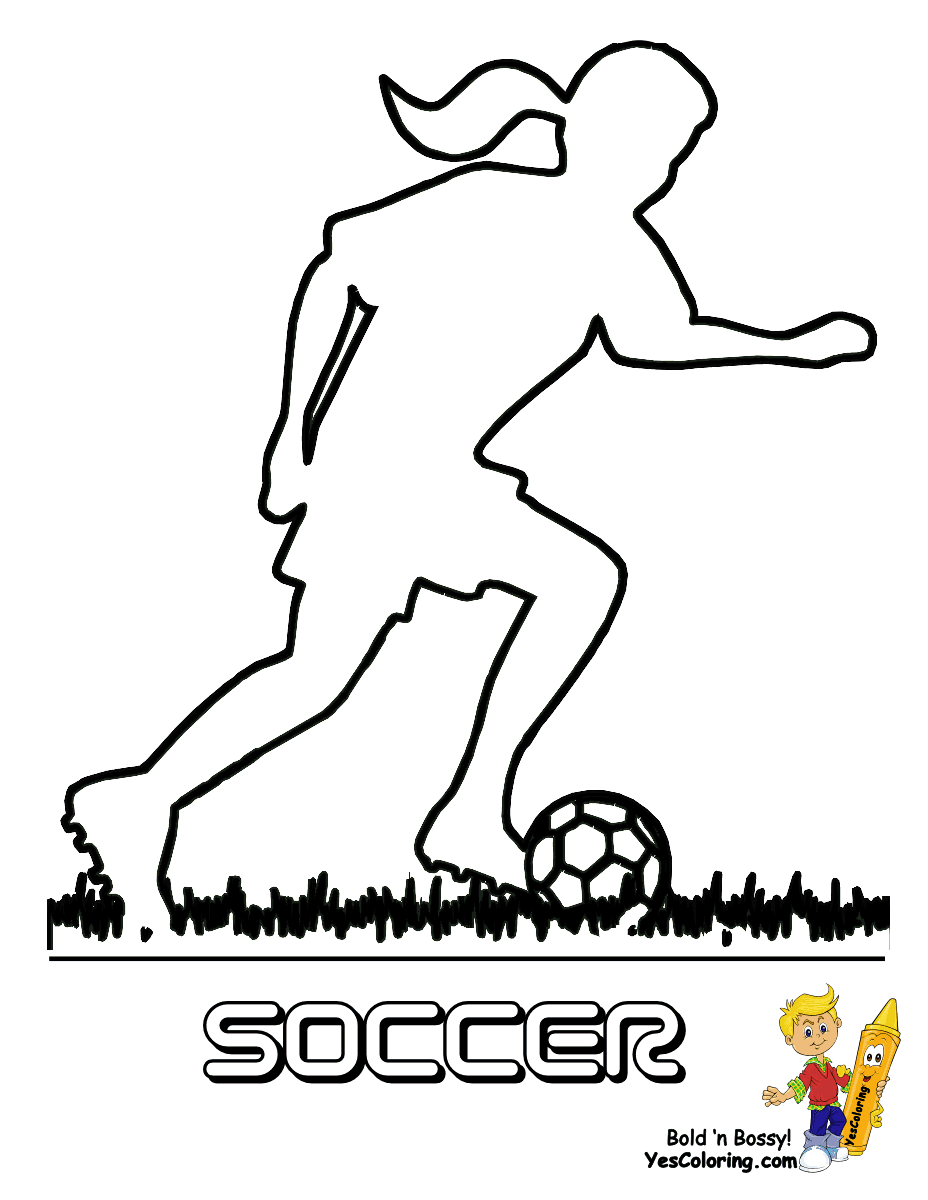 SOCCER
YesColoring
Bold 'n Bossy!
YesColoring.com